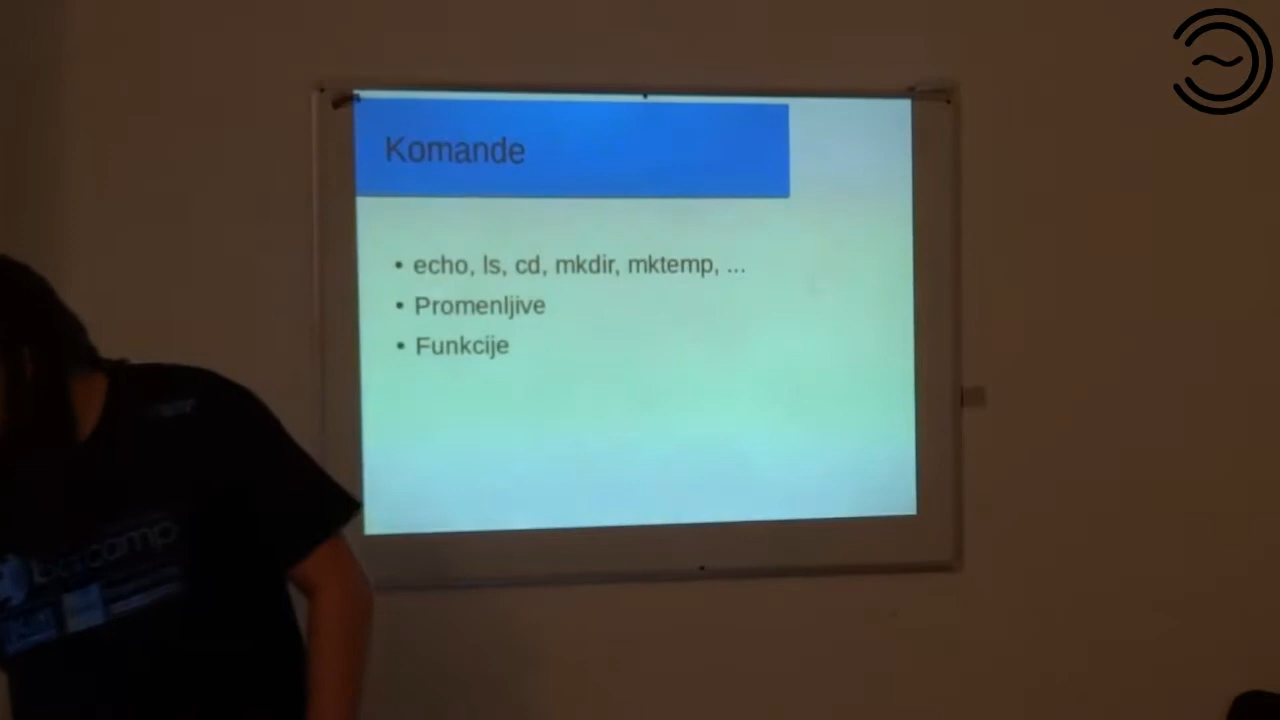 Komande
• echo, ls, cd, mkdir, mktemp, ...
• Promenljive
• Funkcije